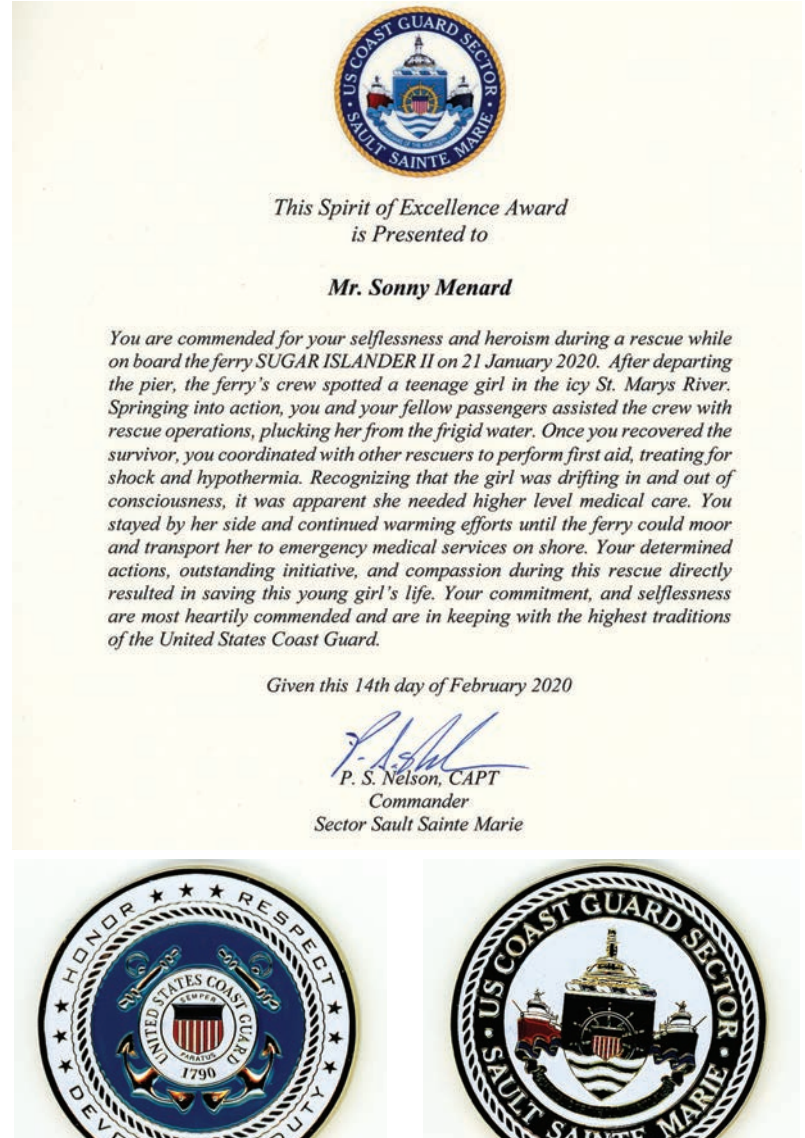 US COAST GUARD SECTOR
SAULT SAINTE MARIE
This Spirit of Excellence Award
is Presented to
Mr. Sonny Menard
You are commended for your selflessness and heroism during a rescue while
on board the ferry SUGAR ISLANDER II on 21 January 2020. After departing
the pier, the ferry's crew spotted a teenage girl in the icy St. Marys River.
Springing into action, you and your fellow passengers assisted the crew with
rescue operations, plucking her from the frigid water. Once you recovered the
survivor, you coordinated with other rescuers to perform first aid, treating for
shock and hypothermia. Recognizing that the girl was drifting in and out of
consciousness, it was apparent she needed higher level medical care. You
stayed by her side and continued warming efforts until the ferry could moor
and transport her to emergency medical services on shore. Your determined
actions, outstanding initiative, and compassion during this rescue directly
resulted in saving this young girl's life. Your commitment, and selflessness
are most heartily commended and are in keeping with the highest traditions
of the United States Coast Guard.
Given this 14th day of February 2020
P. S. Nelson, CAPT
Commander
Sector Sault Sainte Marie
HONOR RESPECT
UNITED STATES COAST GUARD
SEMPER
PARATUS
1790
DEVO
DUTY
US COAST GUARD SECTOR
SAULT SAINTE MARIE